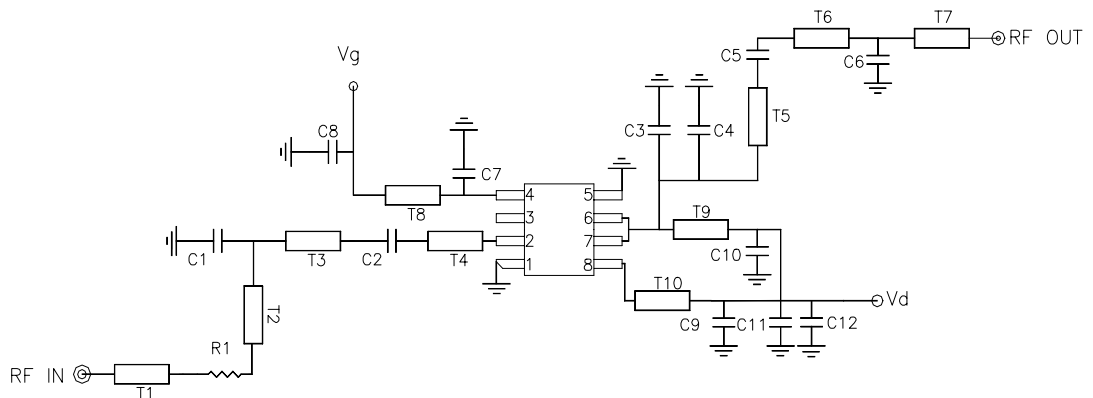 T6
T7
C5
RF OUT
C6
Vg
T5
C3
C4
C8
C7
4
5
T8
3
6
T9
2
7
C1
T3
C2
T4
C10
1
8
T10
T2
Vd
C9
C11
C12
R1
RF IN
T1